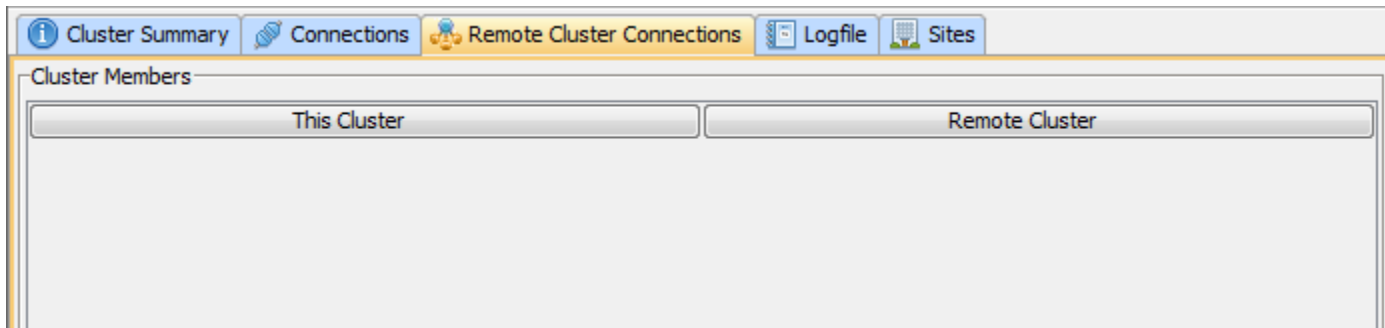 Cluster Summary Connections Remote Cluster Connections Logfile Sites
Cluster Members
This Cluster Remote Cluster